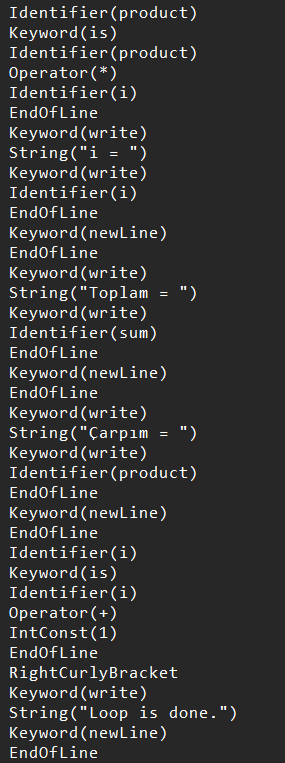 Identifier(product)
Keyword(is)
Identifier(product)
Operator(*)
Identifier(i)
EndOfLine
Keyword(write)
String("i = ")
Keyword(write)
Identifier(i)
EndOfLine
Keyword(newLine)
EndOfLine
Keyword(write)
String("Toplam = ")
Keyword(write)
Identifier(sum)
EndOfLine
Keyword(newLine)
EndOfLine
Keyword(write)
String("Çarpım = ")
Keyword(write)
Identifier(product)
EndOfLine
Keyword(newLine)
EndOfLine
Identifier(i)
Keyword(is)
Identifier(i)
Operator(+)
IntConst(1)
EndOfLine
RightCurlyBracket
Keyword(write)
String("Loop is done.")
Keyword(newLine)
EndOfLine